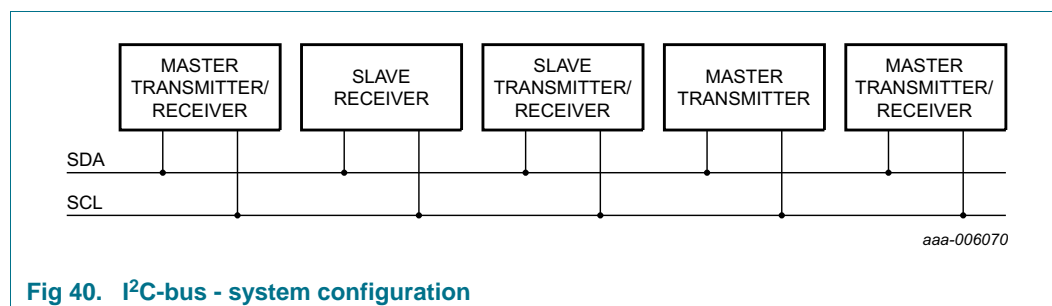 MASTER
TRANSMITTER/
RECEIVER
SLAVE
RECEIVER
SLAVE
TRANSMITTER/
RECEIVER
MASTER
TRANSMITTER
MASTER
TRANSMITTER/
RECEIVER
SDA
SCL
aaa-006070
Fig 40. I²C-bus - system configuration